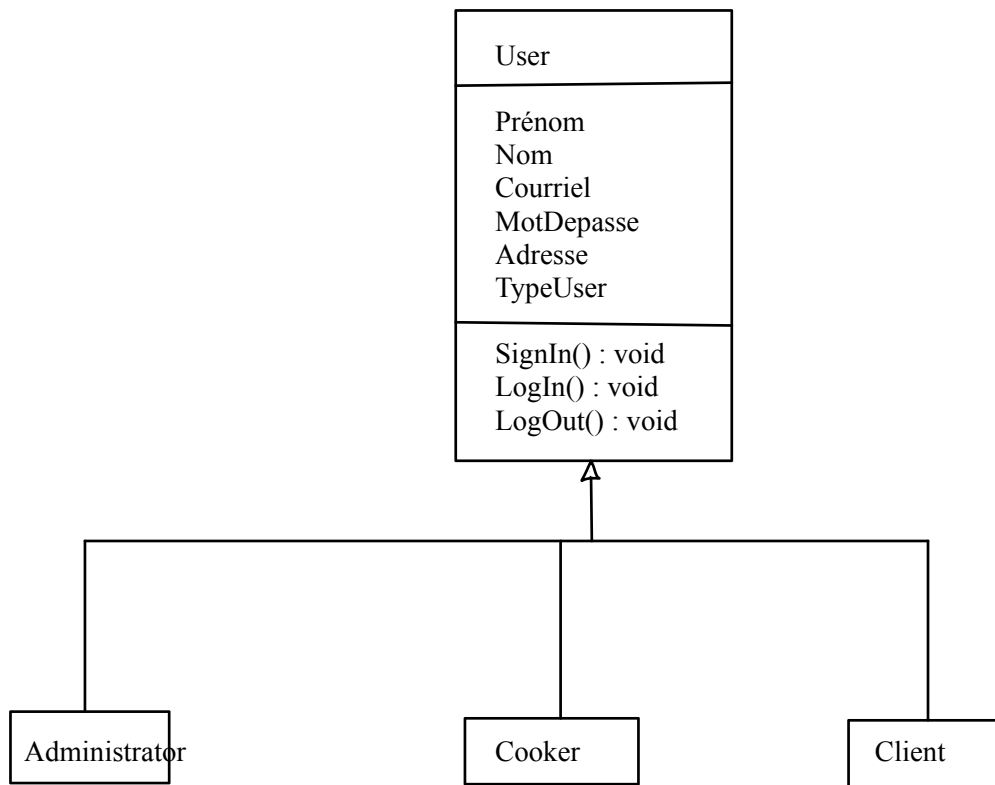 User
Prénom
Nom
Courriel
MotDepasse
Adresse
TypeUser
SignIn() : void
LogIn() : void
LogOut() : void
Administrator
Cooker
Client